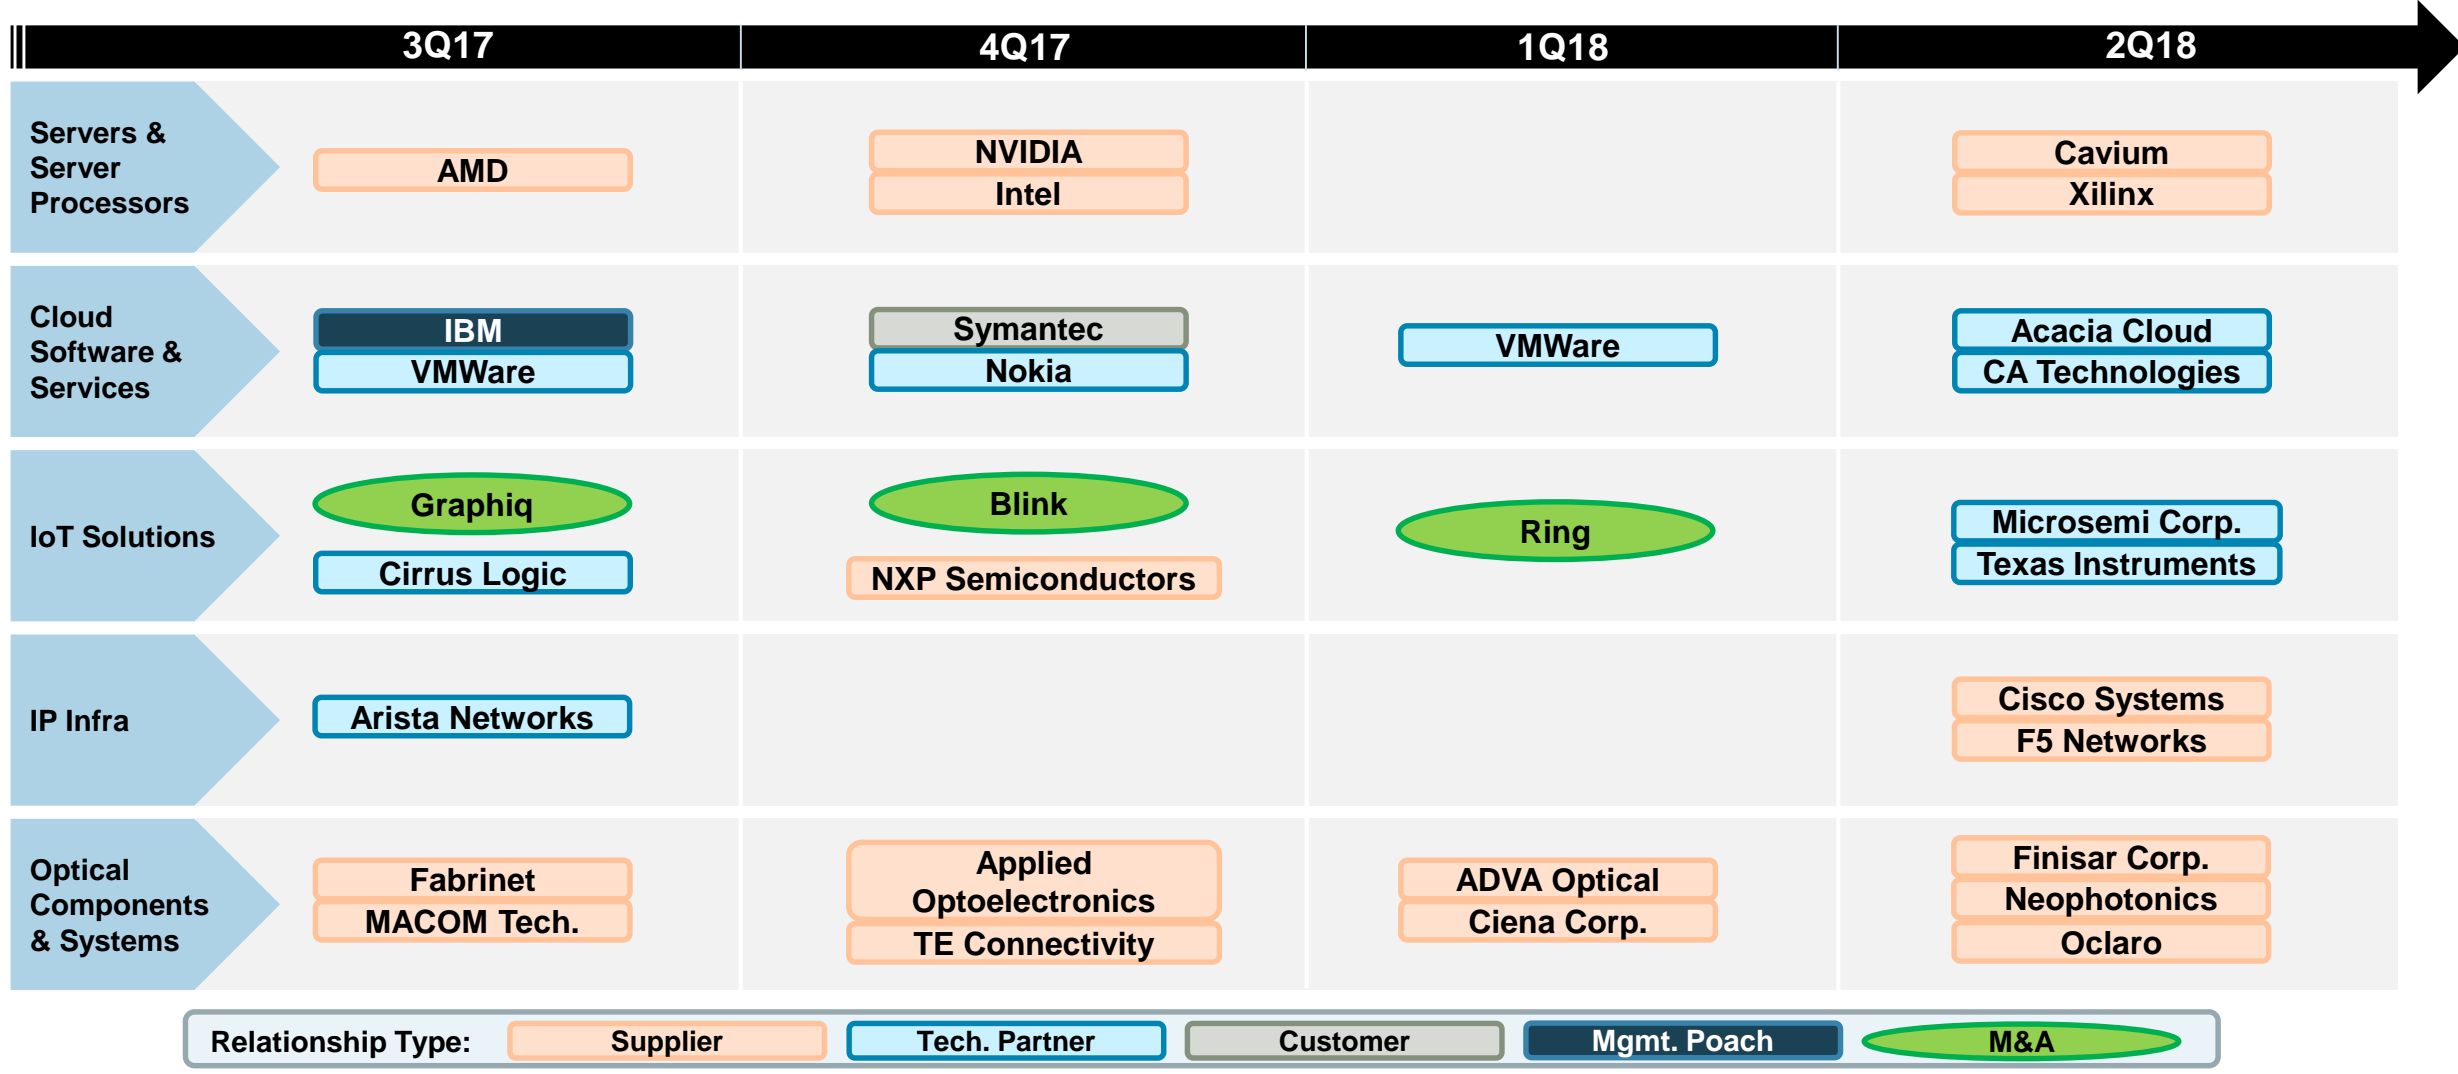 3Q17
4Q17
1Q18
2Q18
Servers &
Server
Processors
AMD
NVIDIA
Intel
Cavium
Xilinx
Cloud
Software &
Services
IBM
VMWare
Symantec
Nokia
VMWare
Acacia Cloud
CA Technologies
IoT Solutions
Graphiq
Cirrus Logic
Blink
NXP Semiconductors
Ring
Microsemi Corp.
Texas Instruments
IP Infra
Arista Networks
Cisco Systems
F5 Networks
Optical
Components
& Systems
Fabrinet
MACOM Tech.
Applied
Optoelectronics
TE Connectivity
ADVA Optical
Ciena Corp.
Finisar Corp.
Neophotonics
Oclaro
Relationship Type:
Supplier
Tech. Partner
Customer
Mgmt. Poach
M&A